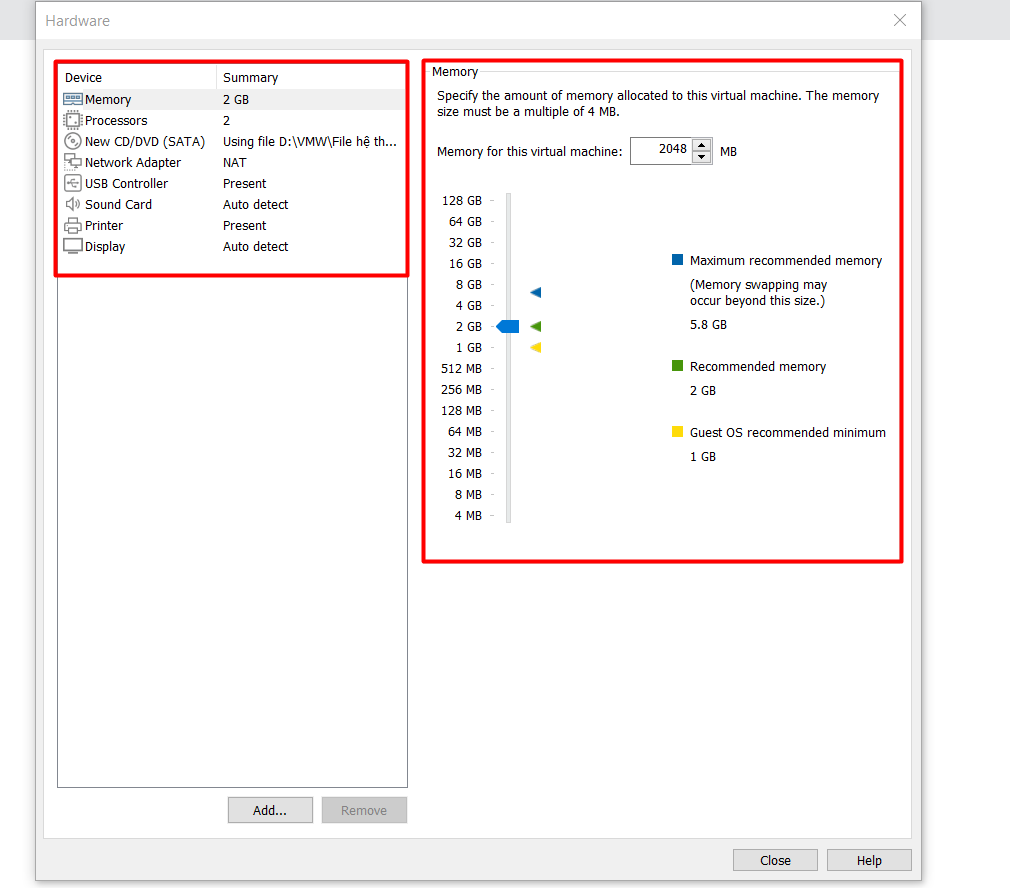 Hardware
Device Summary
Memory 2 GB
Processors 2
New CD/DVD (SATA) Using file D:\VMW\File hệ th...
Network Adapter NAT
USB Controller Present
Sound Card Auto detect
Printer Present
Display Auto detect
Add...
Remove
Memory
Specify the amount of memory allocated to this virtual machine. The memory
size must be a multiple of 4 MB.
Memory for this virtual machine: 2048 MB
128 GB
64 GB
32 GB
16 GB
8 GB
4 GB
2 GB
1 GB
512 MB
256 MB
128 MB
64 MB
32 MB
16 MB
8 MB
4 MB
Maximum recommended memory
(Memory swapping may
occur beyond this size.)
5.8 GB
Recommended memory
2 GB
Guest OS recommended minimum
1 GB
Close
Help